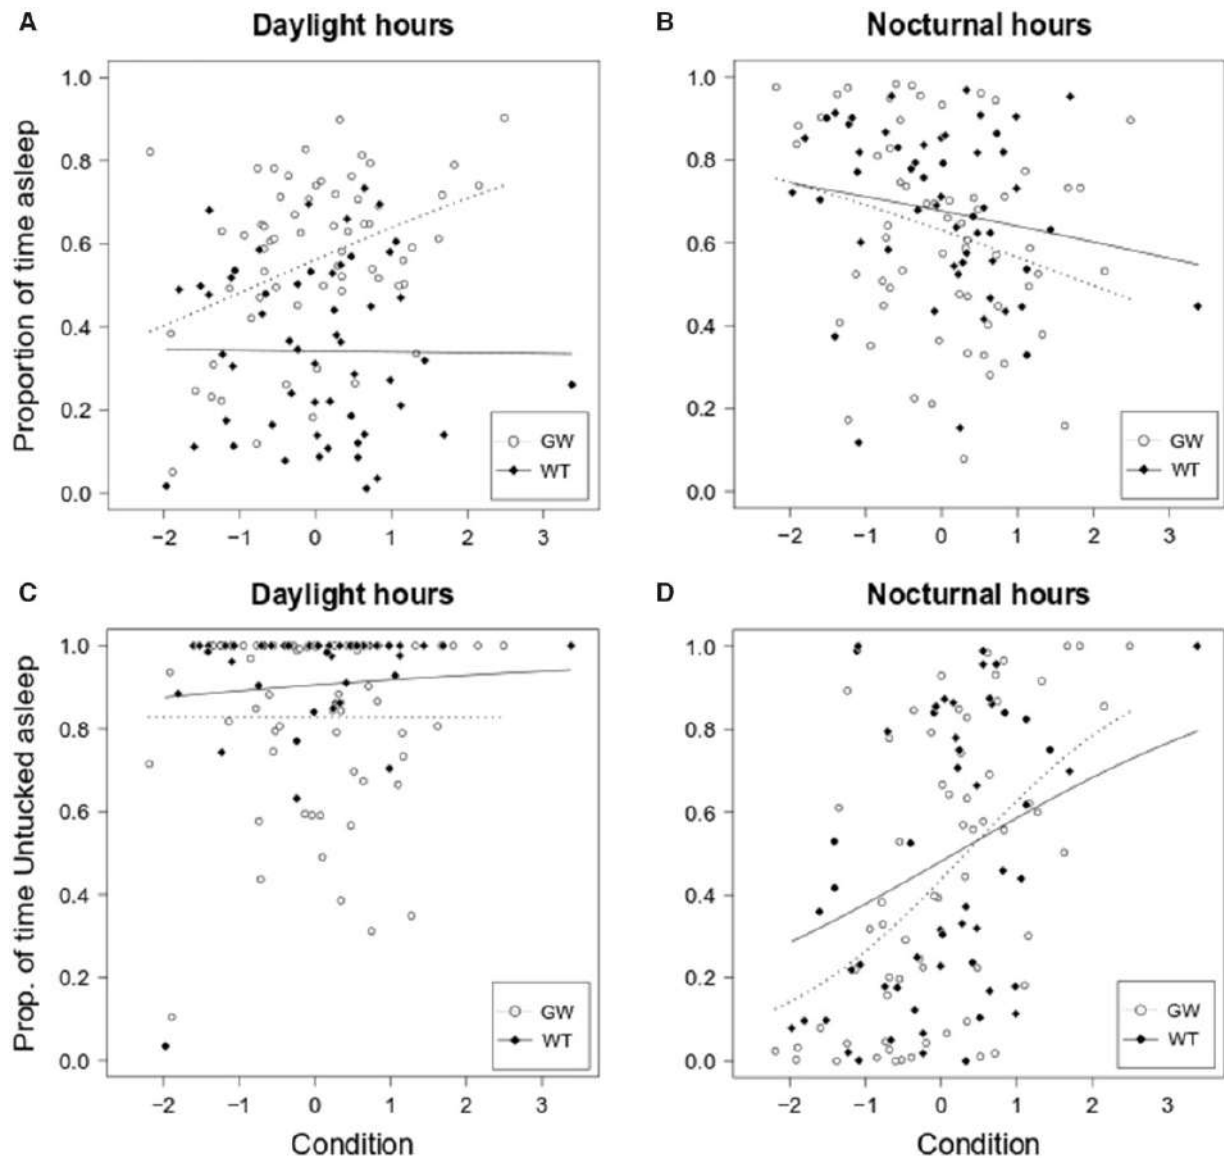 A
Daylight hours
B
Nocturnal hours
Proportion of time asleep
1.0
0.8
0.6
0.4
0.2
0.0
GW
WT
−2
−1
0
1
2
3
1.0
0.8
0.6
0.4
0.2
0.0
GW
WT
−2
−1
0
1
2
3
C
Daylight hours
D
Nocturnal hours
Prop. of time Untucked asleep
1.0
0.8
0.6
0.4
0.2
0.0
GW
WT
−2
−1
0
1
2
3
Condition
1.0
0.8
0.6
0.4
0.2
0.0
GW
WT
−2
−1
0
1
2
3
Condition